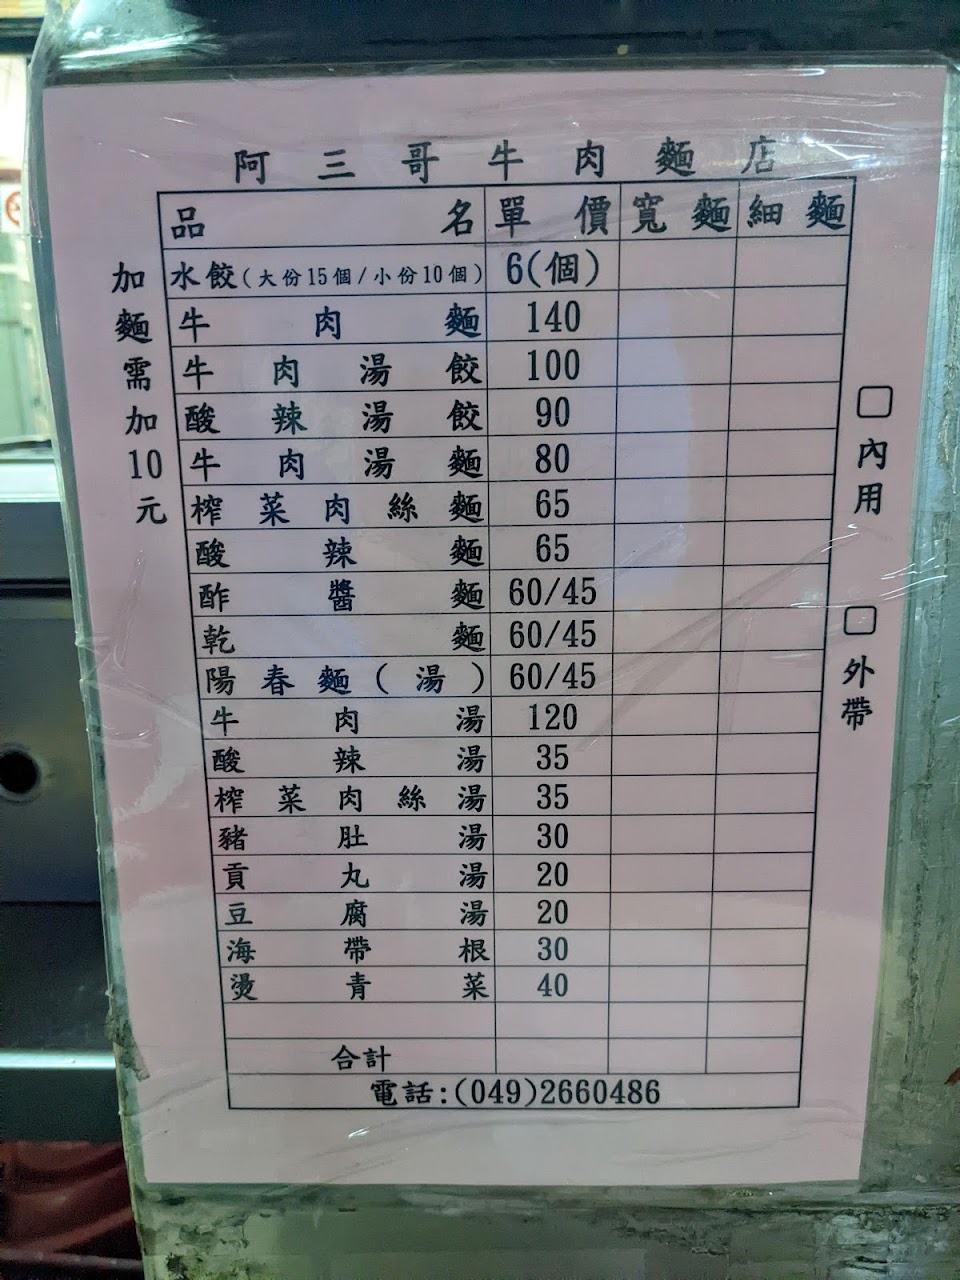 阿三哥牛肉麵店
品名 單價 寬麵 細麵
水餃(大份15個/小份10個) 6(個)
牛肉麵 140
牛肉湯餃 100
酸辣湯餃 90
牛肉湯麵 80
榨菜肉絲麵 65
酸辣麵 65
酢醬麵 60/45
乾麵 60/45
陽春麵(湯) 60/45
牛肉湯 120
酸辣湯 35
榨菜肉絲湯 35
豬肚湯 30
貢丸湯 20
豆腐湯 20
海帶根 30
燙青菜 40
合計
電話:(049)2660486
加麵需加10元
□內用
□外帶